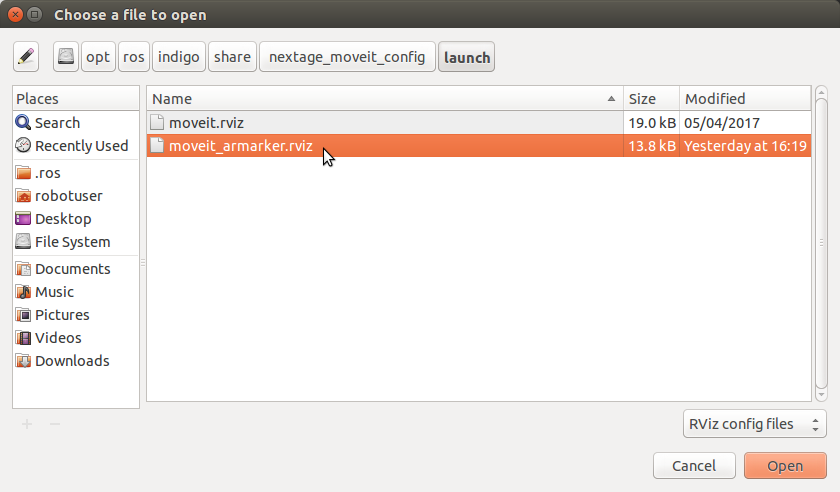 Choose a file to open
opt ros indigo share nextage_moveit_config launch
Places
Search
Recently Used
.ros
robotuser
Desktop
File System
Documents
Music
Pictures
Videos
Downloads
Name Size Modified
moveit.rviz 19.0 kB 05/04/2017
moveit_armarker.rviz 13.8 kB Yesterday at 16:19
RViz config files
Cancel Open